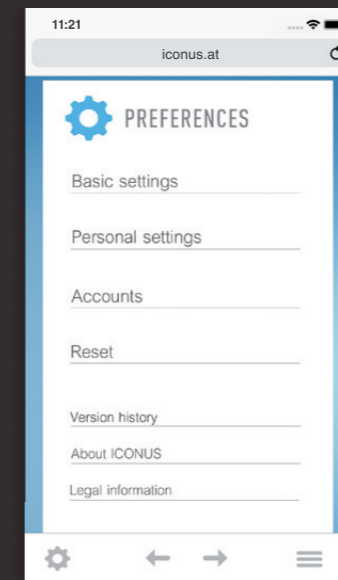 11:21
iconus.at
PREFERENCES
Basic settings
Personal settings
Accounts
Reset
Version history
About ICONUS
Legal information